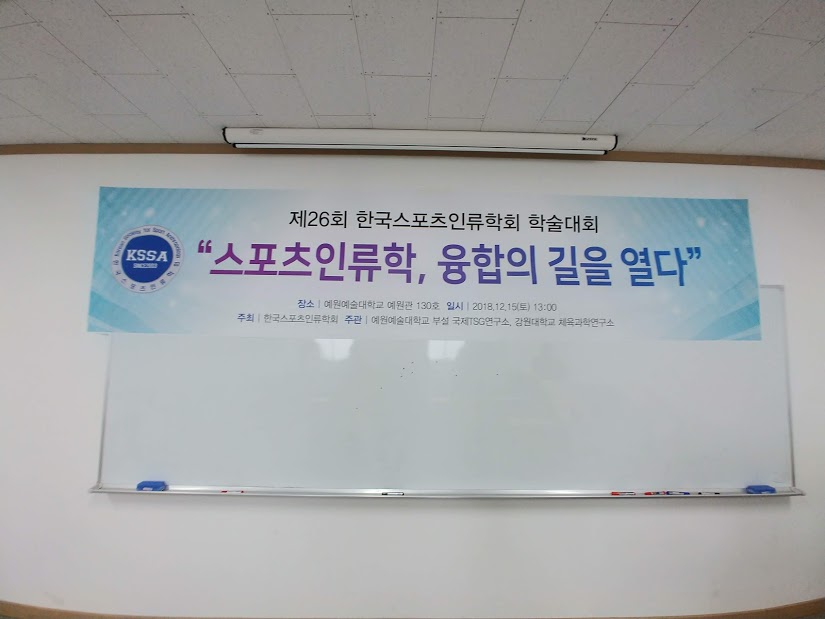 제26회 한국스포츠인류학회 학술대회
“스포츠인류학, 융합의 길을 열다”
KSSA
장소 | 예원예술대학교 예원관 130호 일시 | 2018.12.15(토) 13:00
주최 | 한국스포츠인류학회 주관 | 예원예술대학교 부설 국제TSG연구소, 강원대학교 체육과학연구소